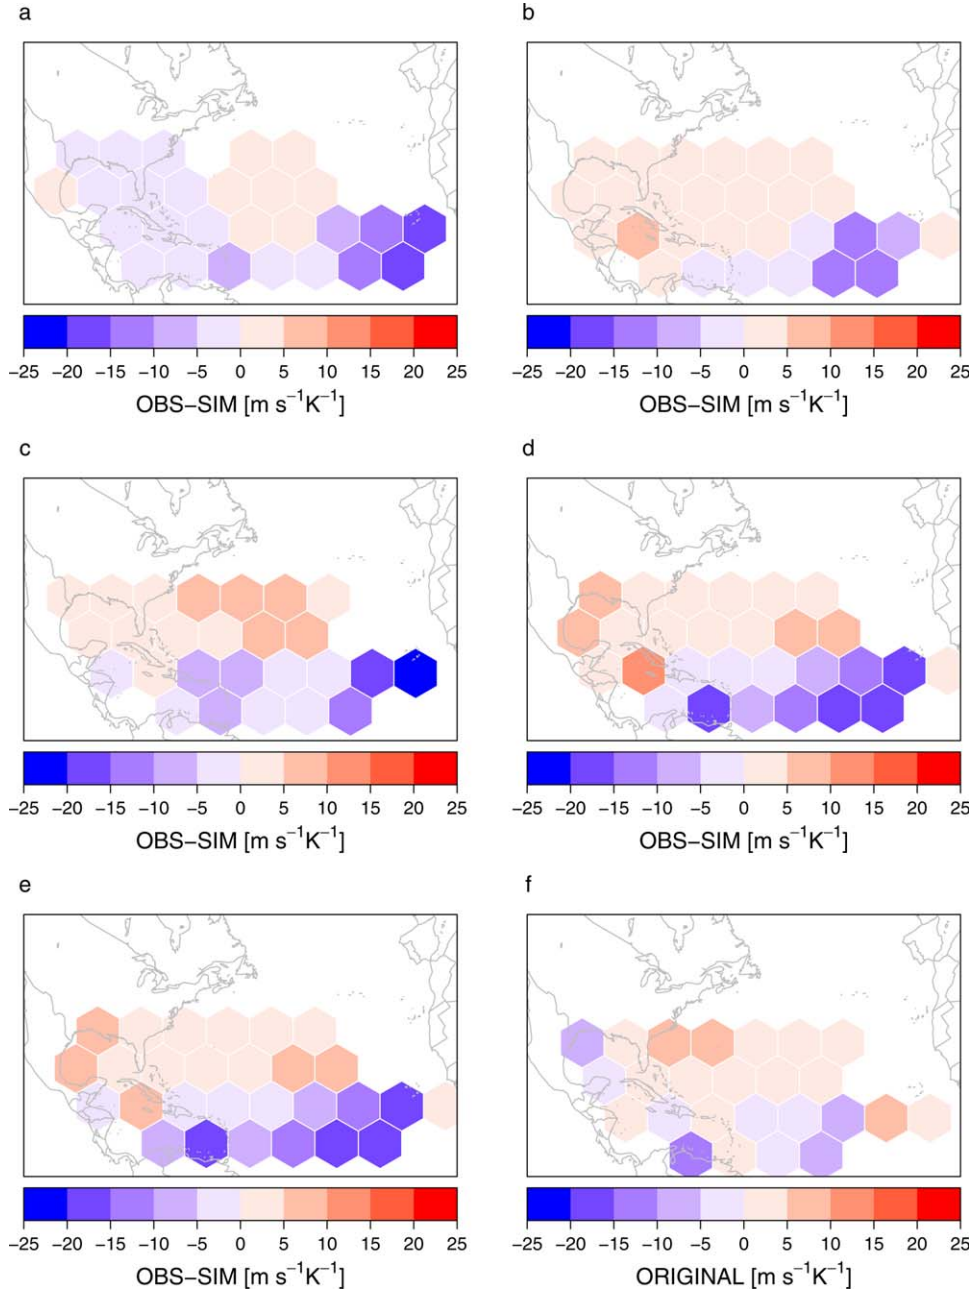 a b
−25 −20 −15 −10 −5 0 5 10 15 20 25 −25 −20 −15 −10 −5 0 5 10 15 20 25
OBS−SIM [m s⁻¹K⁻¹] OBS−SIM [m s⁻¹K⁻¹]
c d
−25 −20 −15 −10 −5 0 5 10 15 20 25 −25 −20 −15 −10 −5 0 5 10 15 20 25
OBS−SIM [m s⁻¹K⁻¹] OBS−SIM [m s⁻¹K⁻¹]
e f
−25 −20 −15 −10 −5 0 5 10 15 20 25 −25 −20 −15 −10 −5 0 5 10 15 20 25
OBS−SIM [m s⁻¹K⁻¹] ORIGINAL [m s⁻¹K⁻¹]